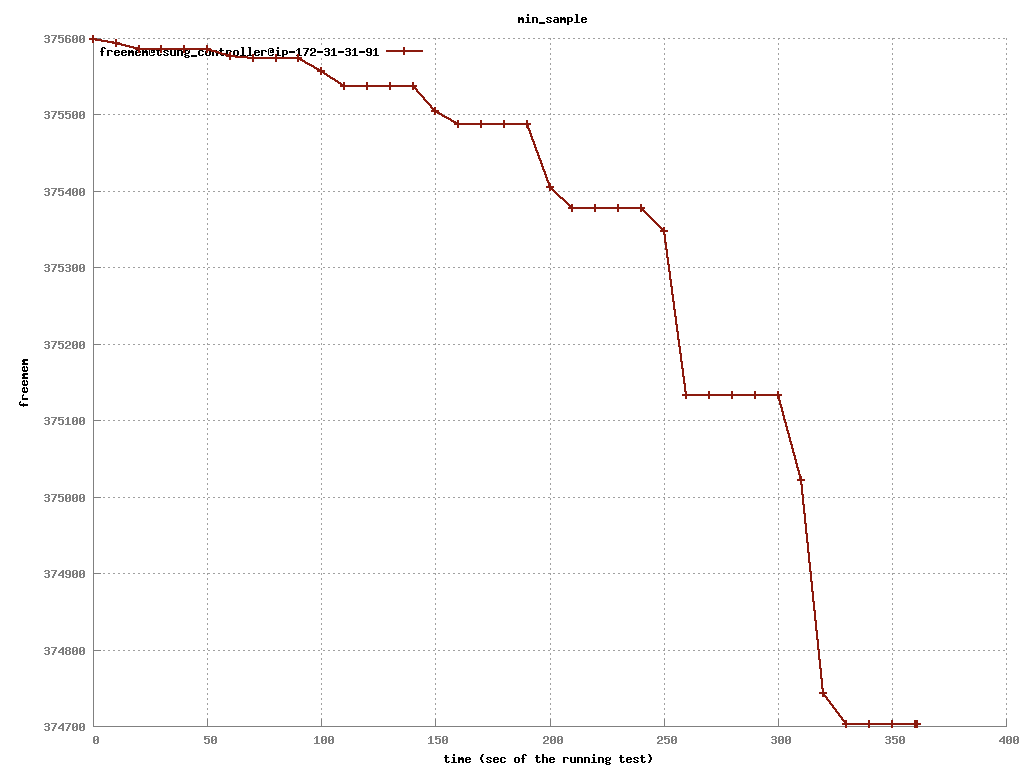 min_sample
375600
freemem@tsung_controller@ip-172-31-31-91
375500
375400
375300
375200
freemem
375100
375000
374900
374800
374700
0 50 100 150 200 250 300 350 400
time (sec of the running test)